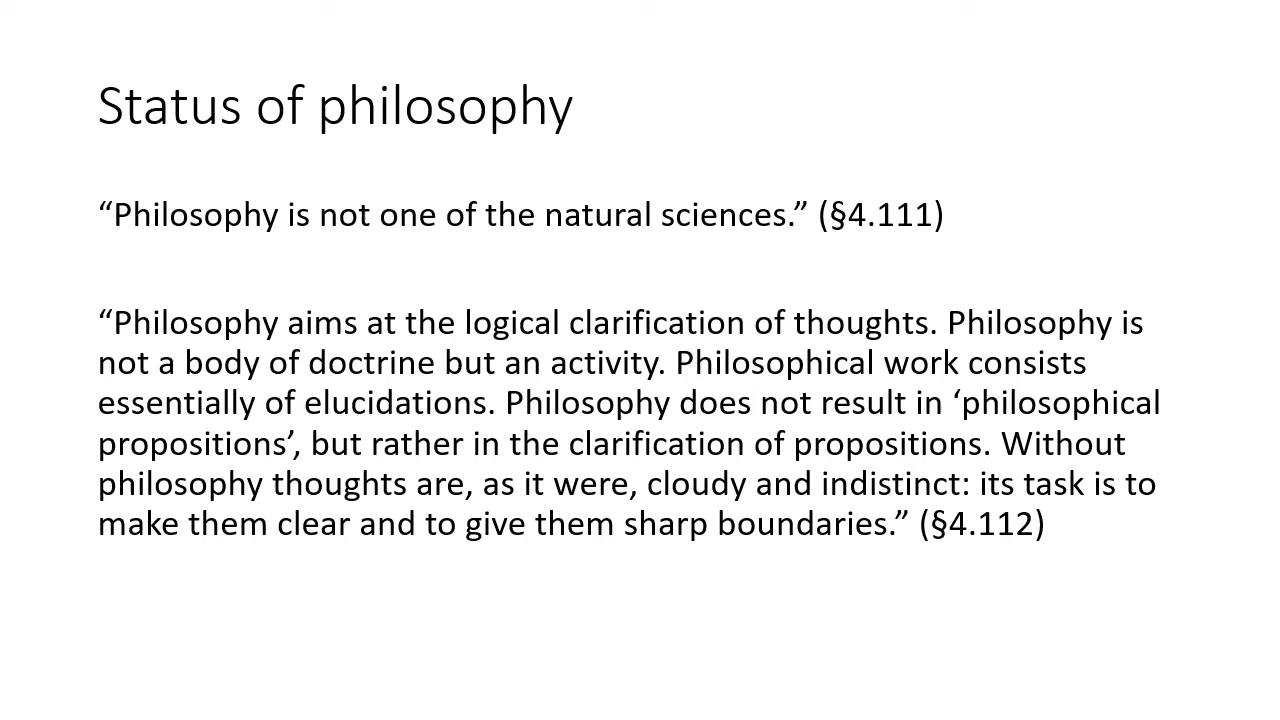 Status of philosophy
“Philosophy is not one of the natural sciences.” (§4.111)
“Philosophy aims at the logical clarification of thoughts. Philosophy is
not a body of doctrine but an activity. Philosophical work consists
essentially of elucidations. Philosophy does not result in ‘philosophical
propositions’, but rather in the clarification of propositions. Without
philosophy thoughts are, as it were, cloudy and indistinct: its task is to
make them clear and to give them sharp boundaries.” (§4.112)